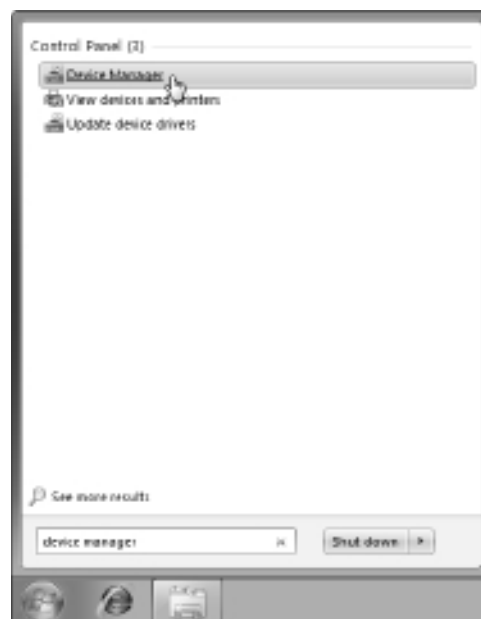 Control Panel (3)
Device Manager
View devices and printers
Update device drivers
See more results
device manager
Shut down